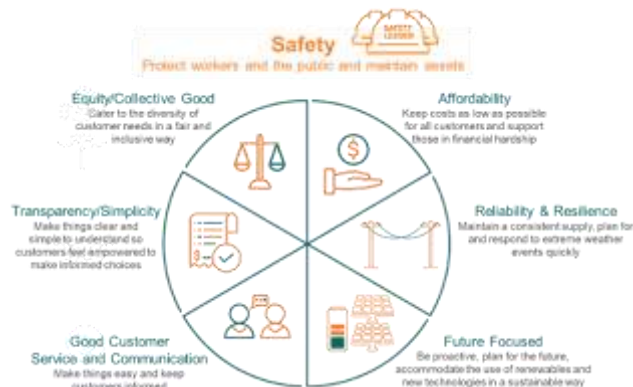 SAFETY
LEADER
Safety
Protect workers and the public and maintain assets
Equity/Collective Good
Cater to the diversity of
customer needs in a fair and
inclusive way
Affordability
Keep costs as low as possible
for all customers and support
those in financial hardship
Transparency/Simplicity
Make things clear and
simple to understand so
customers feel empowered to
make informed choices
Reliability & Resilience
Maintain a consistent supply, plan for
and respond to extreme weather
events quickly
Good Customer
Service and Communication
Make things easy and keep
customers informed
Future Focused
Be proactive, plan for the future,
accommodate the use of renewables and
new technologies in a sustainable way